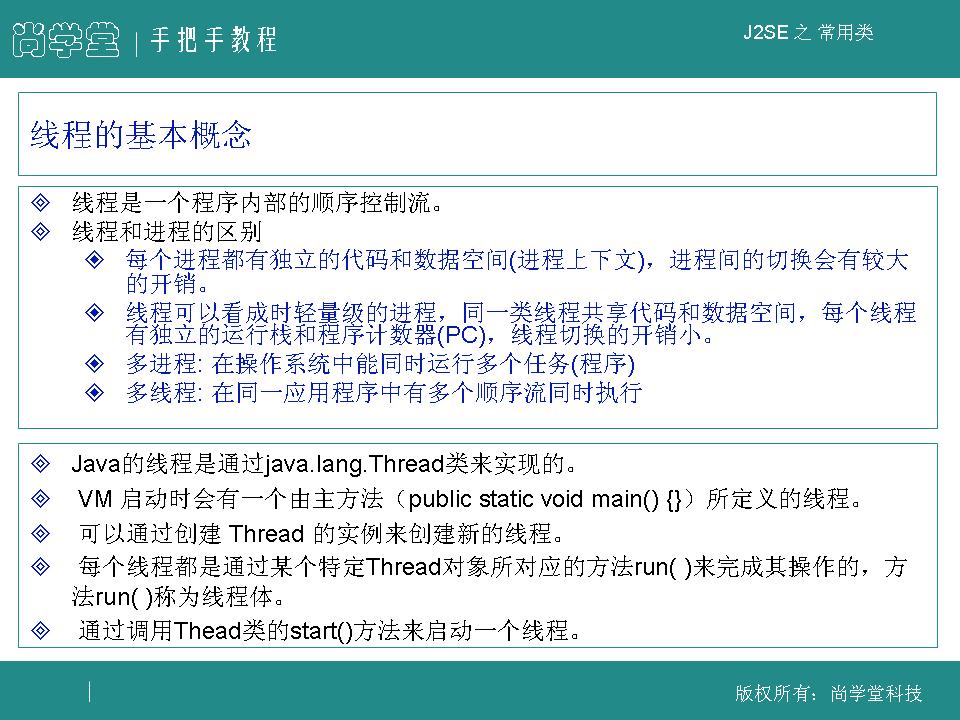 尚学堂 | 手把手教程
J2SE 之 常用类
线程的基本概念
线程是一个程序内部的顺序控制流。
线程和进程的区别
每个进程都有独立的代码和数据空间(进程上下文)，进程间的切换会有较大
的开销。
线程可以看成时轻量级的进程，同一类线程共享代码和数据空间，每个线程
有独立的运行栈和程序计数器(PC)，线程切换的开销小。
多进程: 在操作系统中能同时运行多个任务(程序)
多线程: 在同一应用程序中有多个顺序流同时执行
Java的线程是通过java.lang.Thread类来实现的。
VM 启动时会有一个由主方法（public static void main() {}）所定义的线程。
可以通过创建 Thread 的实例来创建新的线程。
每个线程都是通过某个特定Thread对象所对应的方法run( )来完成其操作的，方
法run( )称为线程体。
通过调用Thead类的start()方法来启动一个线程。
版权所有：尚学堂科技